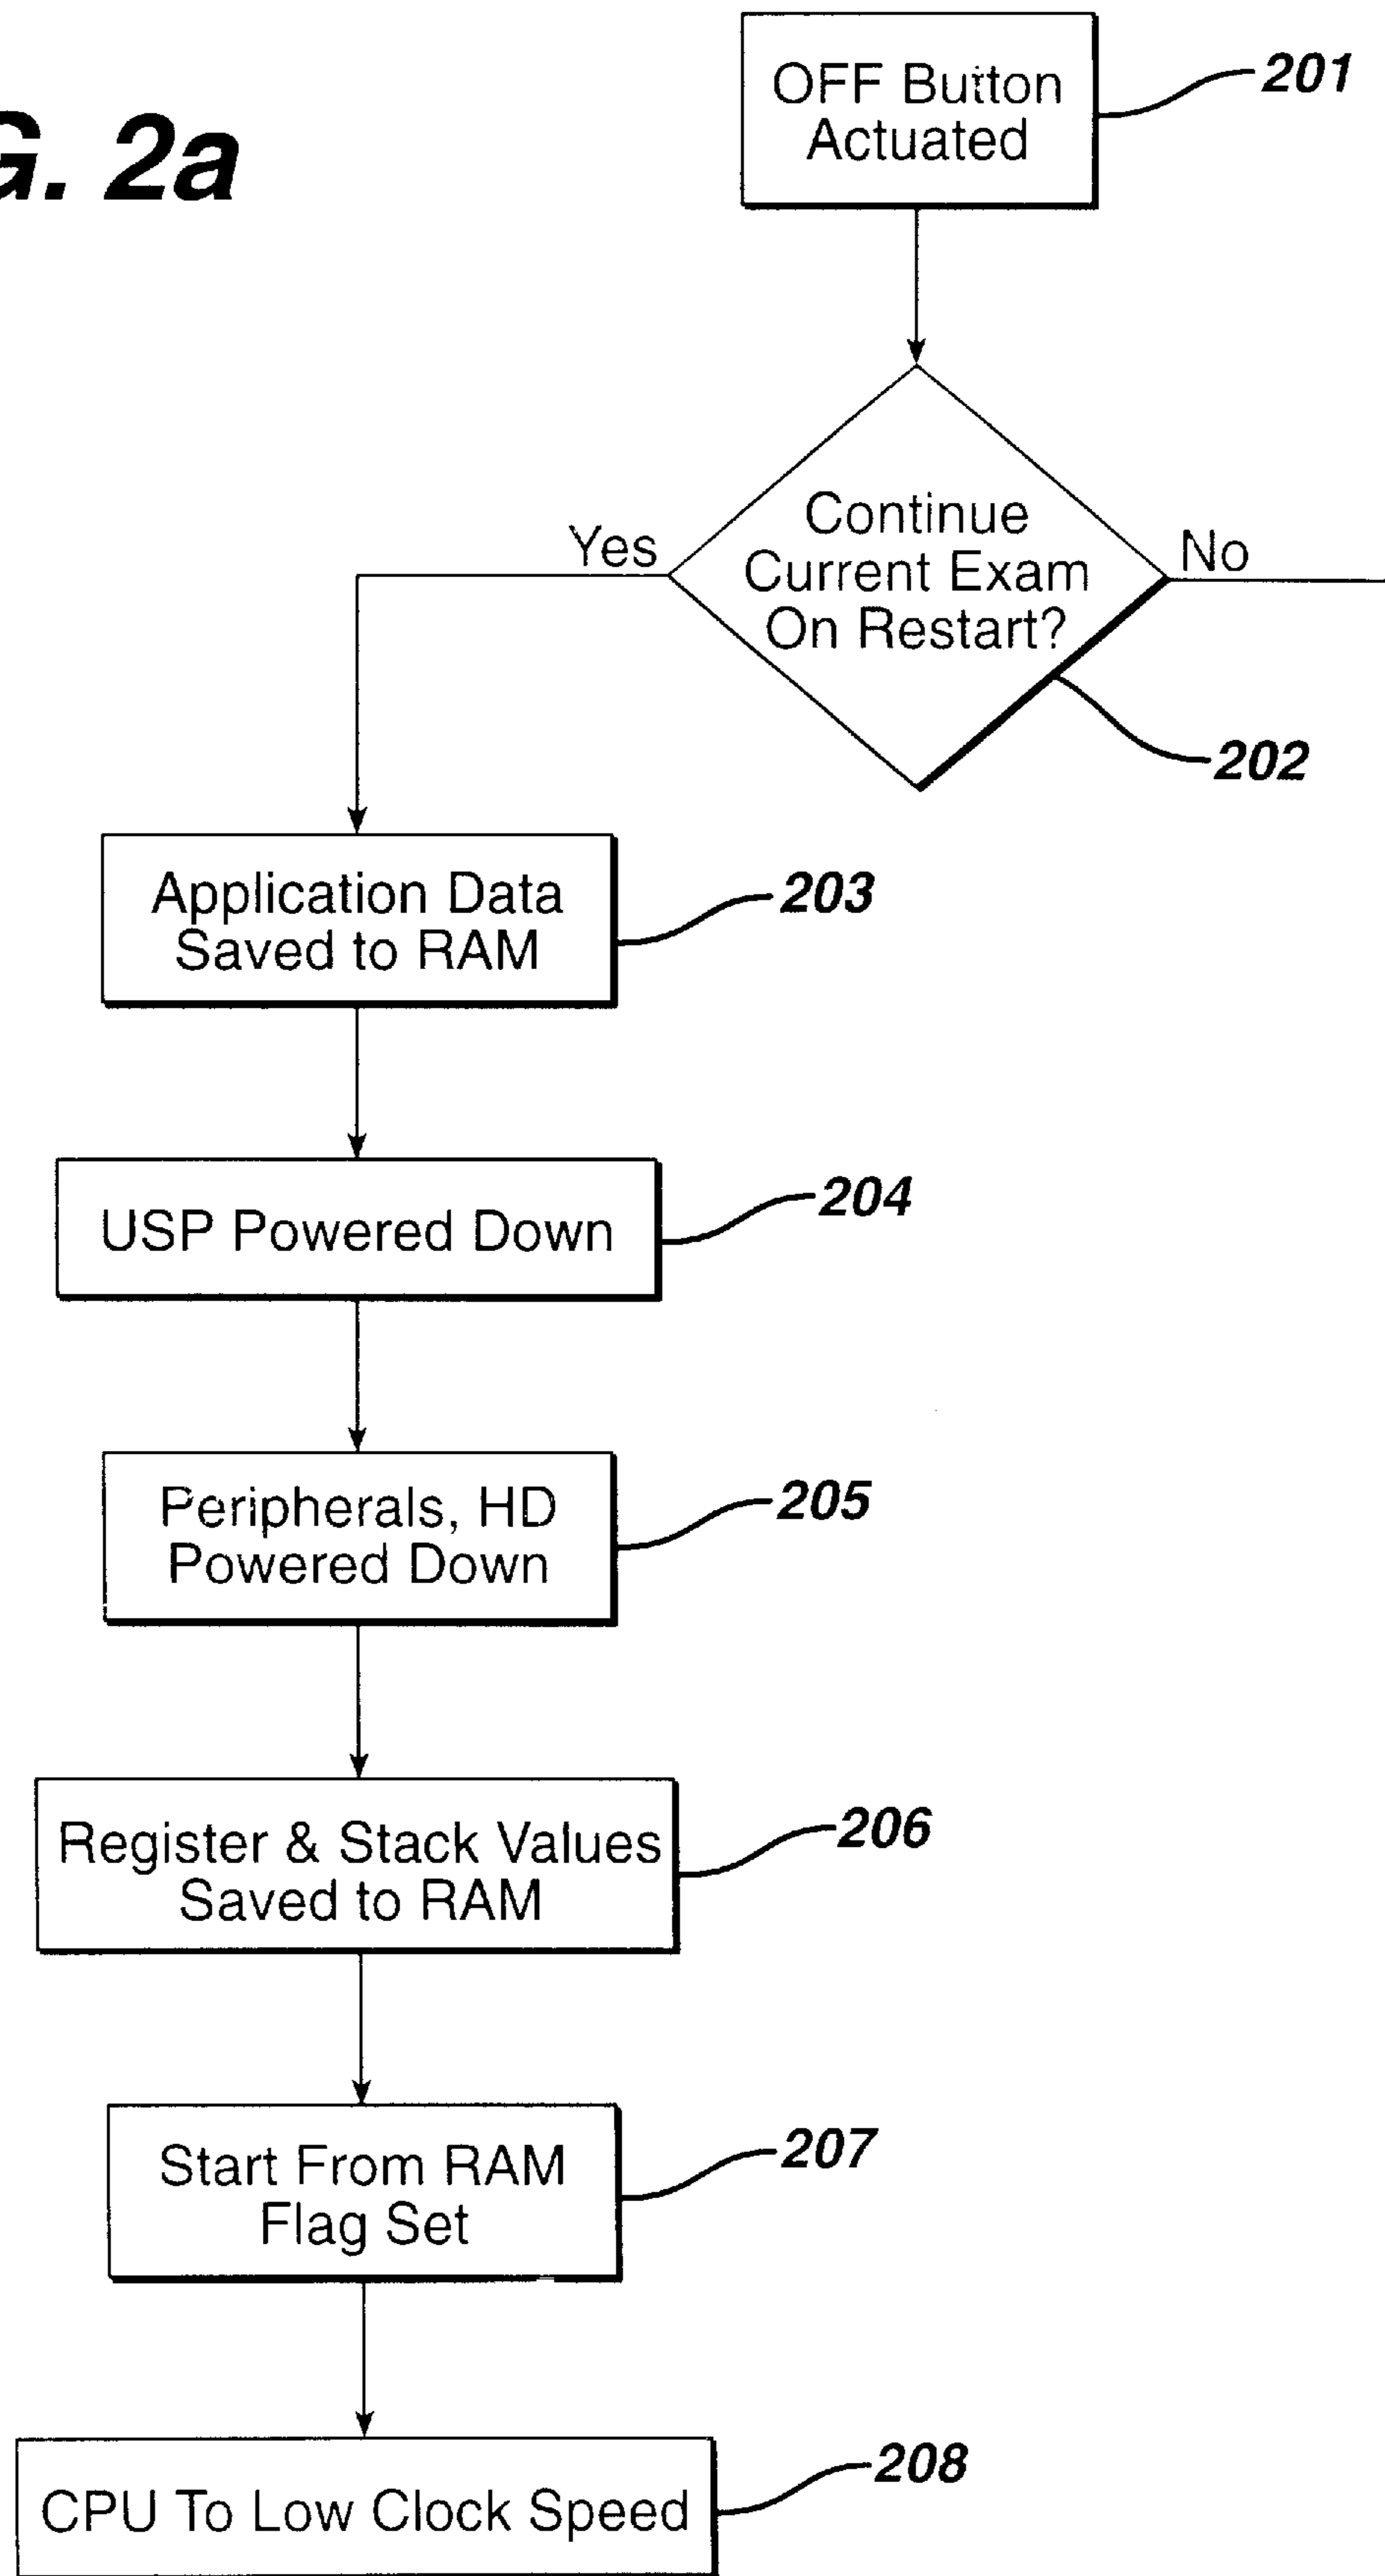 G. 2a
OFF Button
Actuated
201
Continue
Current Exam
On Restart?
Yes
No
202
Application Data
Saved to RAM
203
USP Powered Down
204
Peripherals, HD
Powered Down
205
Register & Stack Values
Saved to RAM
206
Start From RAM
Flag Set
207
CPU To Low Clock Speed
208